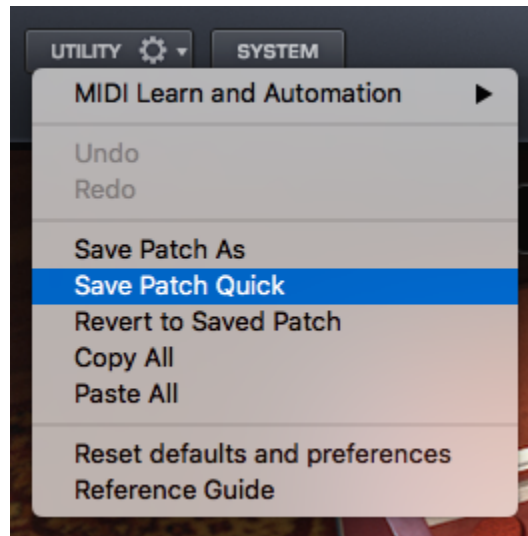 UTILITY SYSTEM
MIDI Learn and Automation
Undo
Redo
Save Patch As
Save Patch Quick
Revert to Saved Patch
Copy All
Paste All
Reset defaults and preferences
Reference Guide